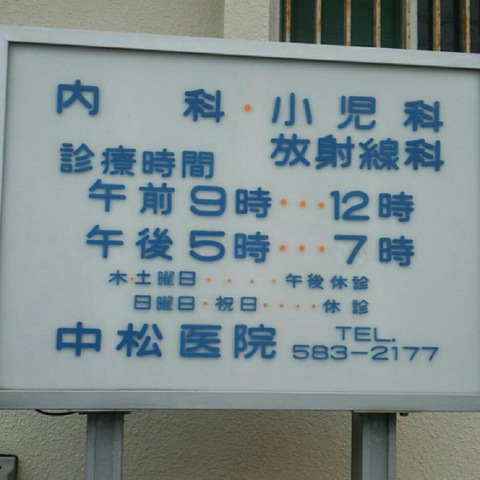 内科・小児科
放射線科
診療時間
午前9時・・・12時
午後5時・・・7時
木・土曜日・・・・午後休診
日曜日・祝日・・・・休診
中松医院 TEL.
583-2177